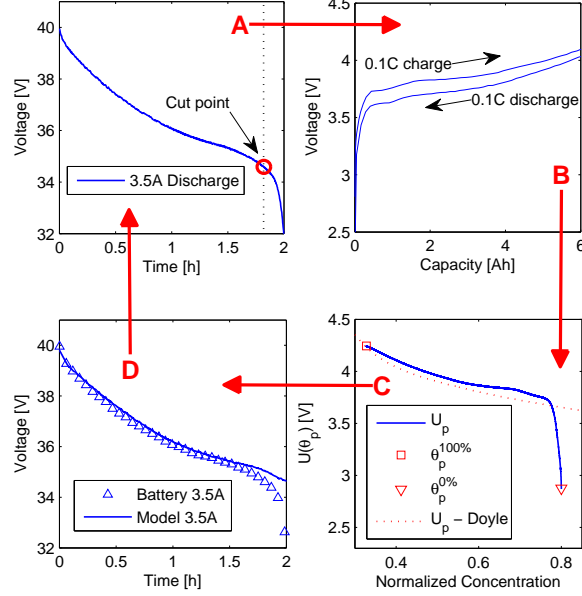 40
38
36
34
32
Voltage [V]
Cut point
3.5A Discharge
0
0.5
1
1.5
2
Time [h]
A
4.5
4
3.5
3
2.5
Voltage [V]
0.1C charge
0.1C discharge
0
2
4
6
Capacity [Ah]
B
D
C
42
40
38
36
34
32
Voltage [V]
Battery 3.5A
Model 3.5A
0
0.5
1
1.5
2
Time [h]
4.5
4
3.5
3
2.5
U(θp) [V]
Up
θp100%
θp0%
Up − Doyle
0.4
0.6
0.8
Normalized Concentration